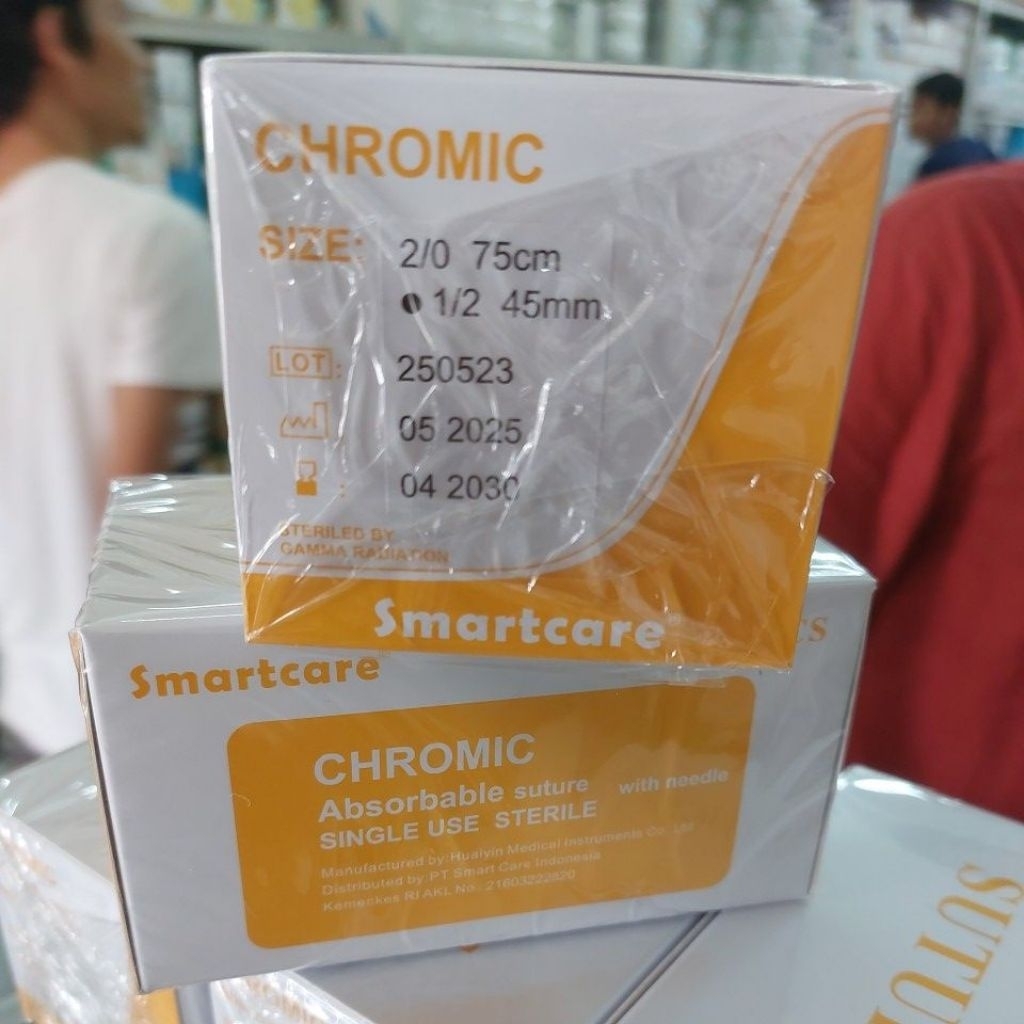 CHROMIC
SIZE: 2/0 75cm
1/2 45mm
LOT: 250523
05 2025
: 04 2030
STERILED BY
GAMMA RADIATION
Smartcare
Smartcare
CHROMIC
Absorbable suture with needle
SINGLE USE STERILE
Manufactured by:Huaiyin Medical Instruments Co. Ltd
Distributed by PT Smart Care Indonesia
Kemenkes RI AKL No. 21603222820